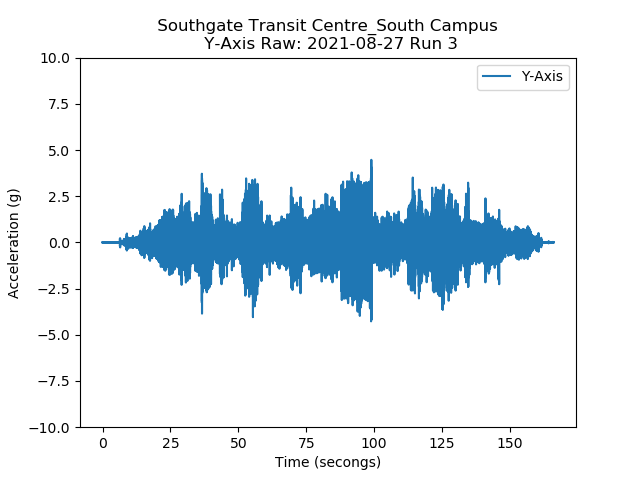 Southgate Transit Centre_South Campus
Y-Axis Raw: 2021-08-27 Run 3
Y-Axis
10.0
7.5
5.0
2.5
0.0
−2.5
−5.0
−7.5
−10.0
Acceleration (g)
0 25 50 75 100 125 150
Time (secongs)